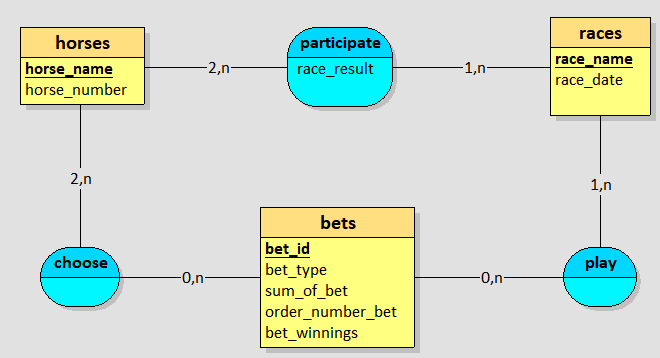 horses
horse_name
horse_number
2,n
participate
race_result
1,n
races
race_name
race_date
2,n
1,n
choose
0,n
bets
bet_id
bet_type
sum_of_bet
order_number_bet
bet_winnings
0,n
play